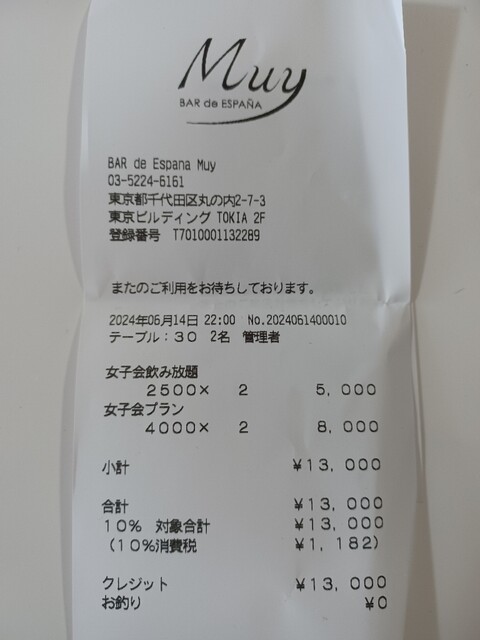 Muy
BAR de ESPAÑA
BAR de Espana Muy
03-5224-6161
東京都千代田区丸の内2-7-3
東京ビルディング TOKIA 2F
登録番号 T7010001132289
またのご利用をお待ちしております。
2024年06月14日 22:00 No.2024061400010
テーブル:30 2名 管理者
女子会飲み放題
2500× 2 5,000
女子会プラン
4000× 2 8,000
小計 ¥13,000
合計 ¥13,000
10% 対象合計 ¥13,000
(10%消費税 ¥1,182)
クレジット ¥13,000
お釣り ¥0